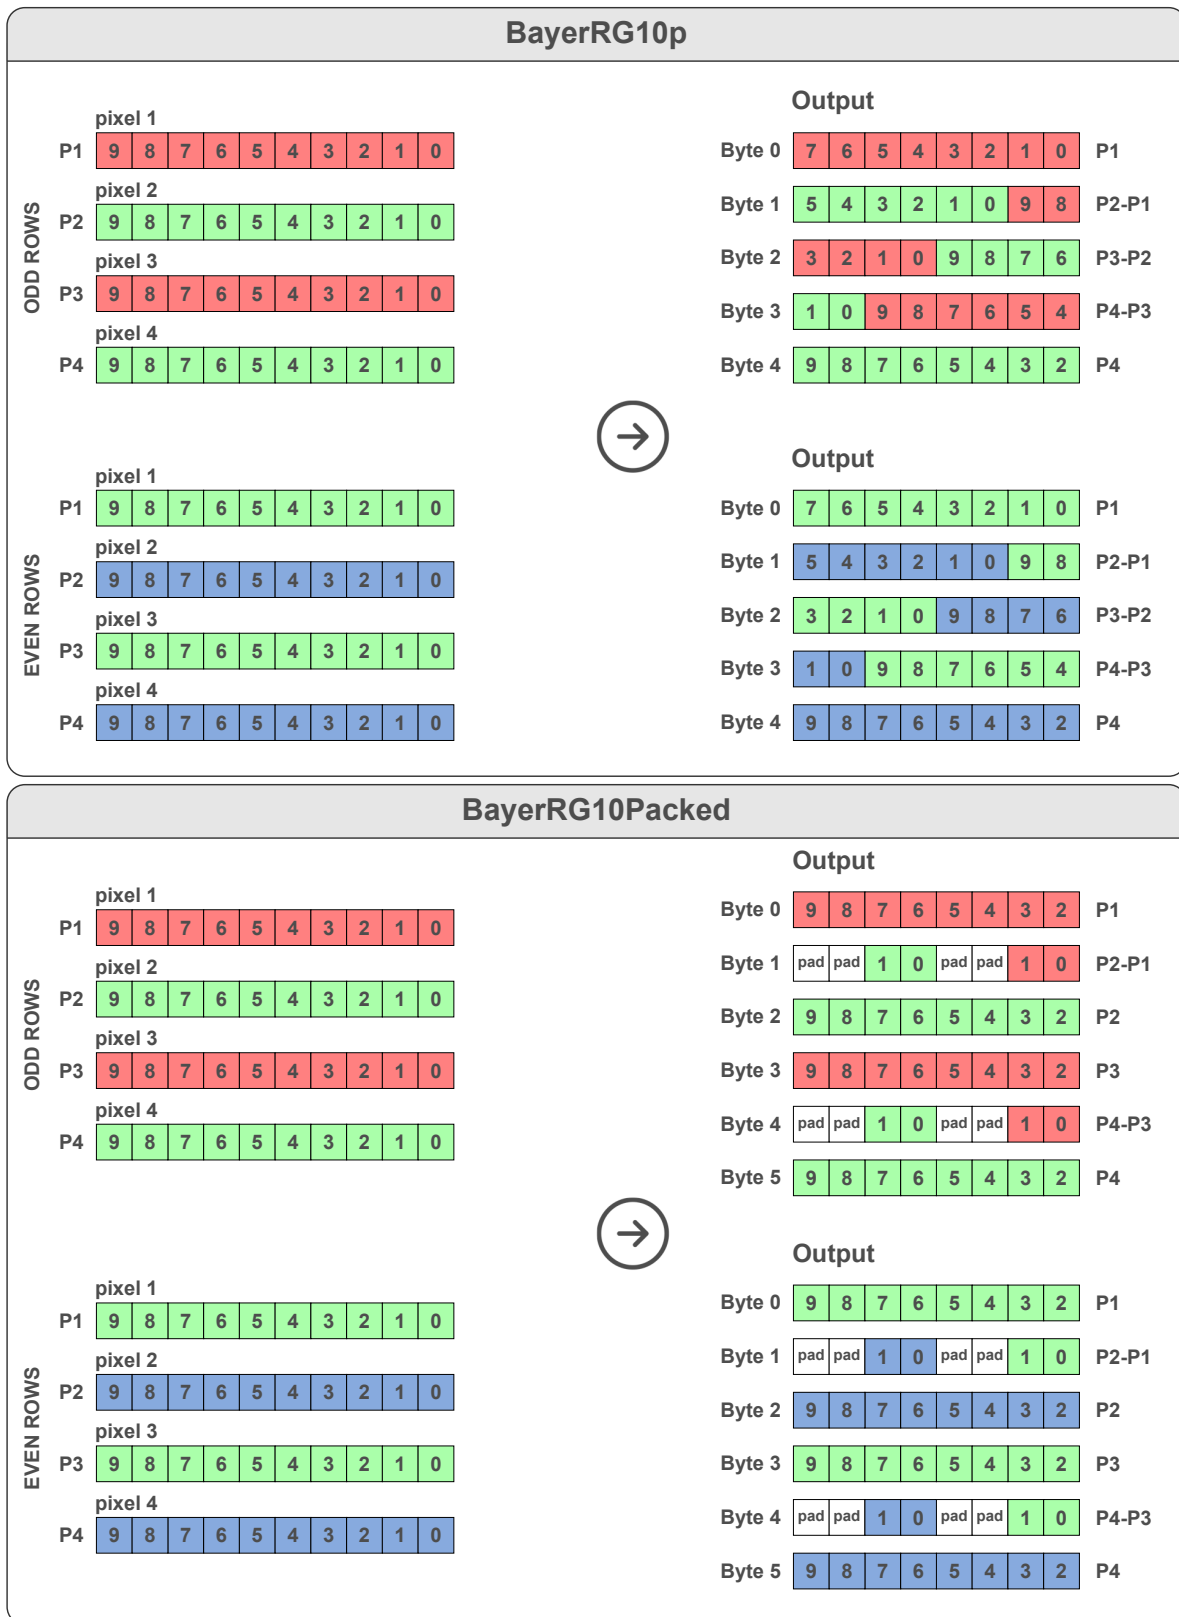 BayerRG10p
Output
pixel 1
P1 9 8 7 6 5 4 3 2 1 0
Byte 0 7 6 5 4 3 2 1 0 P1
pixel 2
P2 9 8 7 6 5 4 3 2 1 0
Byte 1 5 4 3 2 1 0 9 8 P2-P1
ODD ROWS
pixel 3
P3 9 8 7 6 5 4 3 2 1 0
Byte 2 3 2 1 0 9 8 7 6 P3-P2
Byte 3 1 0 9 8 7 6 5 4 P4-P3
pixel 4
P4 9 8 7 6 5 4 3 2 1 0
Byte 4 9 8 7 6 5 4 3 2 P4
Output
pixel 1
P1 9 8 7 6 5 4 3 2 1 0
Byte 0 7 6 5 4 3 2 1 0 P1
pixel 2
P2 9 8 7 6 5 4 3 2 1 0
Byte 1 5 4 3 2 1 0 9 8 P2-P1
EVEN ROWS
pixel 3
P3 9 8 7 6 5 4 3 2 1 0
Byte 2 3 2 1 0 9 8 7 6 P3-P2
Byte 3 1 0 9 8 7 6 5 4 P4-P3
pixel 4
P4 9 8 7 6 5 4 3 2 1 0
Byte 4 9 8 7 6 5 4 3 2 P4
BayerRG10Packed
Output
pixel 1
P1 9 8 7 6 5 4 3 2 1 0
Byte 0 9 8 7 6 5 4 3 2 P1
Byte 1 pad pad 1 0 pad pad 1 0 P2-P1
pixel 2
P2 9 8 7 6 5 4 3 2 1 0
Byte 2 9 8 7 6 5 4 3 2 P2
ODD ROWS
pixel 3
P3 9 8 7 6 5 4 3 2 1 0
Byte 3 9 8 7 6 5 4 3 2 P3
pixel 4
P4 9 8 7 6 5 4 3 2 1 0
Byte 4 pad pad 1 0 pad pad 1 0 P4-P3
Byte 5 9 8 7 6 5 4 3 2 P4
Output
pixel 1
P1 9 8 7 6 5 4 3 2 1 0
Byte 0 9 8 7 6 5 4 3 2 P1
Byte 1 pad pad 1 0 pad pad 1 0 P2-P1
pixel 2
P2 9 8 7 6 5 4 3 2 1 0
Byte 2 9 8 7 6 5 4 3 2 P2
EVEN ROWS
pixel 3
P3 9 8 7 6 5 4 3 2 1 0
Byte 3 9 8 7 6 5 4 3 2 P3
pixel 4
P4 9 8 7 6 5 4 3 2 1 0
Byte 4 pad pad 1 0 pad pad 1 0 P4-P3
Byte 5 9 8 7 6 5 4 3 2 P4